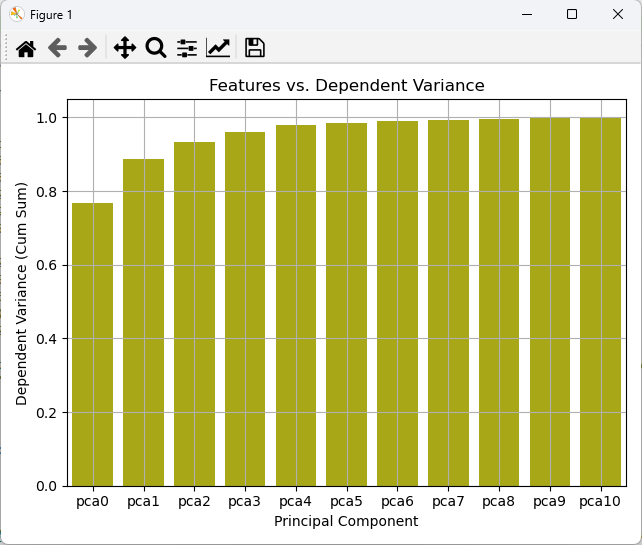 Figure 1
Features vs. Dependent Variance
Dependent Variance (Cum Sum)
1.0
0.8
0.6
0.4
0.2
0.0
pca0 pca1 pca2 pca3 pca4 pca5 pca6 pca7 pca8 pca9 pca10
Principal Component